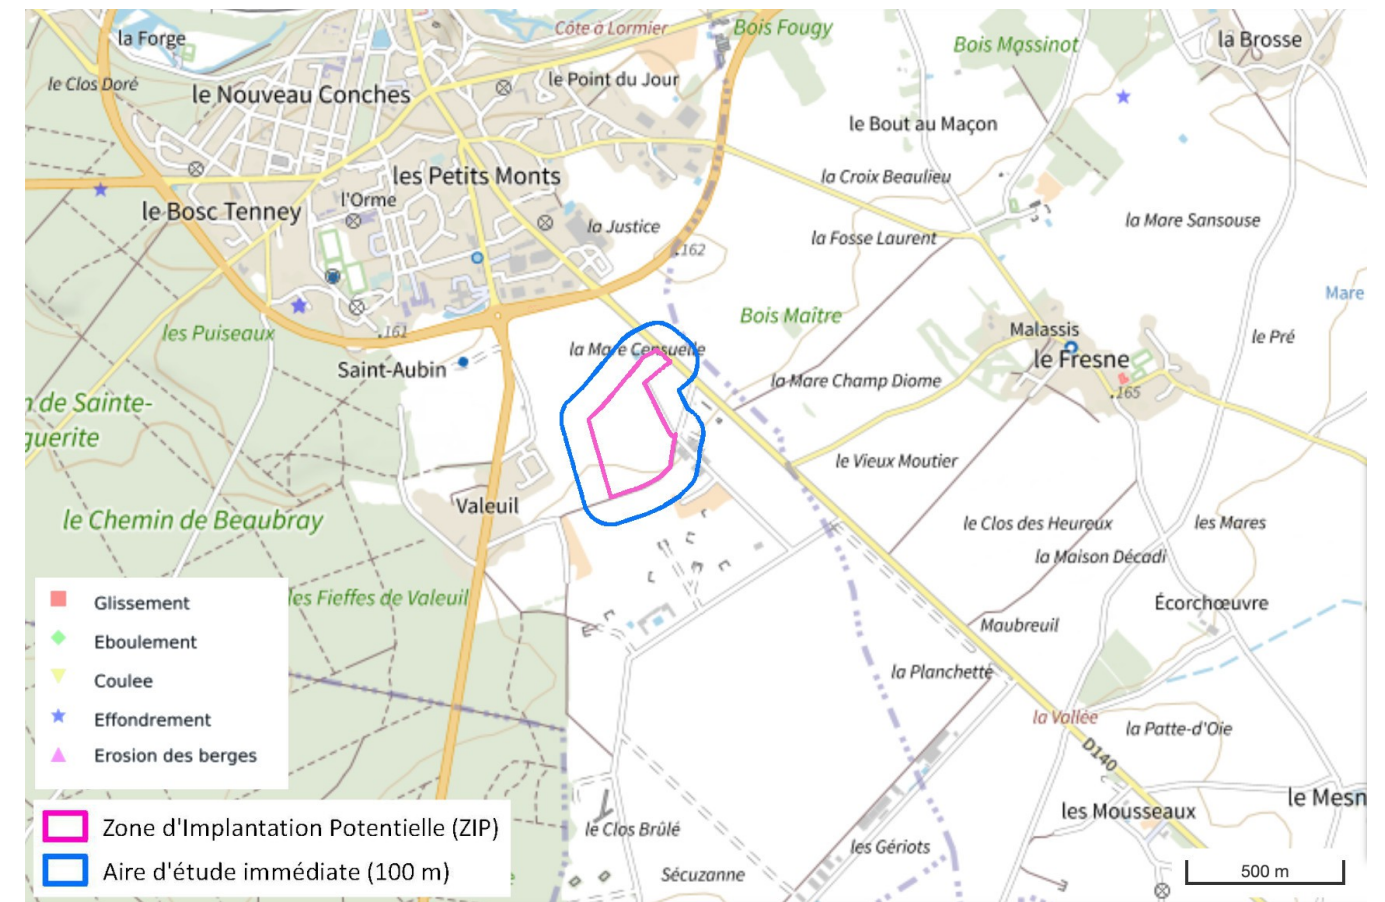 Côte à Lormier
Bois Fougy
la Forge
Bois Massinot
la Brosse
le Clos Doré
le Point du Jour
le Nouveau Conches
le Bout au Maçon
les Petits Monts
la Croix Beaulieu
le Bosc Tenney
l'Orme
la Justice
la Mare Sansouse
la Fosse Laurent
162
Mare
Bois Maître
les Puiseaux
161
Malassis
le Pré
la Mare Censuelle
Saint-Aubin
le Fresne
la Mare Champ Diome
165
n de Sainte-
guerite
le Vieux Moutier
Valeuil
le Chemin de Beaubray
le Clos des Heureux
les Mares
la Maison Décadi
les Fieffes de Valeuil
Écorchœuvre
Maubreuil
la Planchette
la Vallée
la Patte-d'Oie
D140
les Mousseaux
le Mesn
le Clos Brûlé
les Gériots
Sécuzanne
e
500 m
Glissement
Eboulement
Coulee
Effondrement
Erosion des berges
Zone d'Implantation Potentielle (ZIP)
Aire d'étude immédiate (100 m)